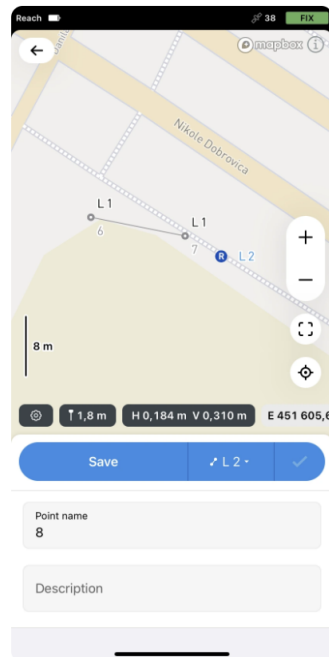 Reach 38 FIX
mapbox
Nikole Dobrovica
L 1
L 1
6
7
R L 2
8 m
1,8 m H 0,184 m V 0,310 m E 451 605,6
Save L 2
Point name
8
Description